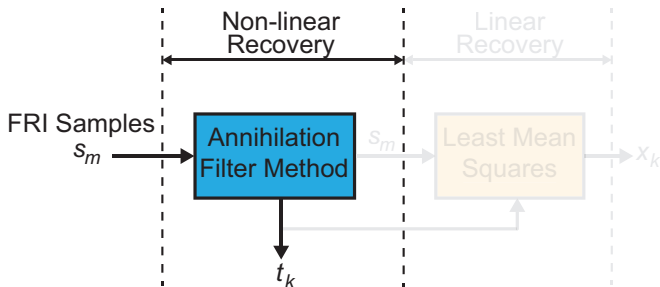 Non-linear
Recovery
Linear
Recovery
FRI Samples
s_m
Annihilation
Filter Method
s_m
Least Mean
Squares
x_k
t_k